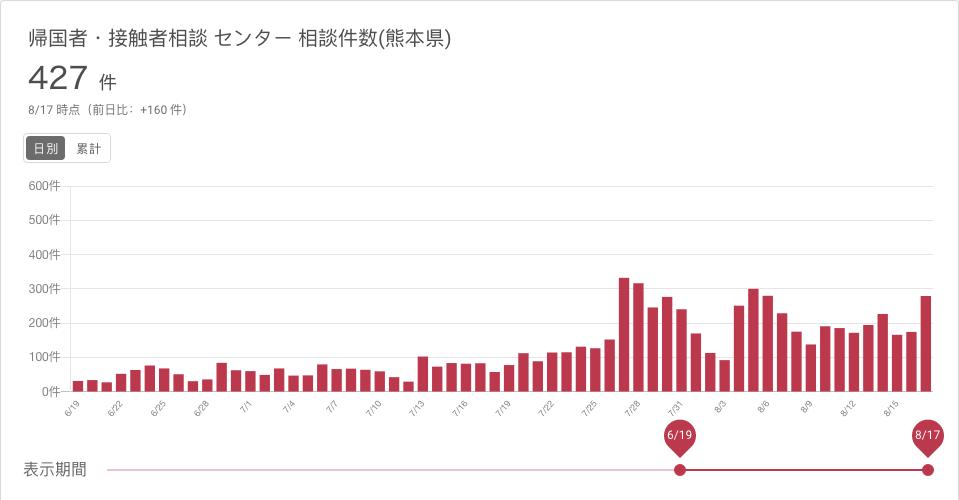 帰国者・接触者相談 センター 相談件数(熊本県)
427 件
8/17 時点（前日比： +160 件）
日別 累計
600件
500件
400件
300件
200件
100件
0件
6/19 6/22 6/25 6/28 7/1 7/4 7/7 7/10 7/13 7/16 7/19 7/22 7/25 7/28 7/31 8/3 8/6 8/9 8/12 8/15
6/19 8/17
表示期間